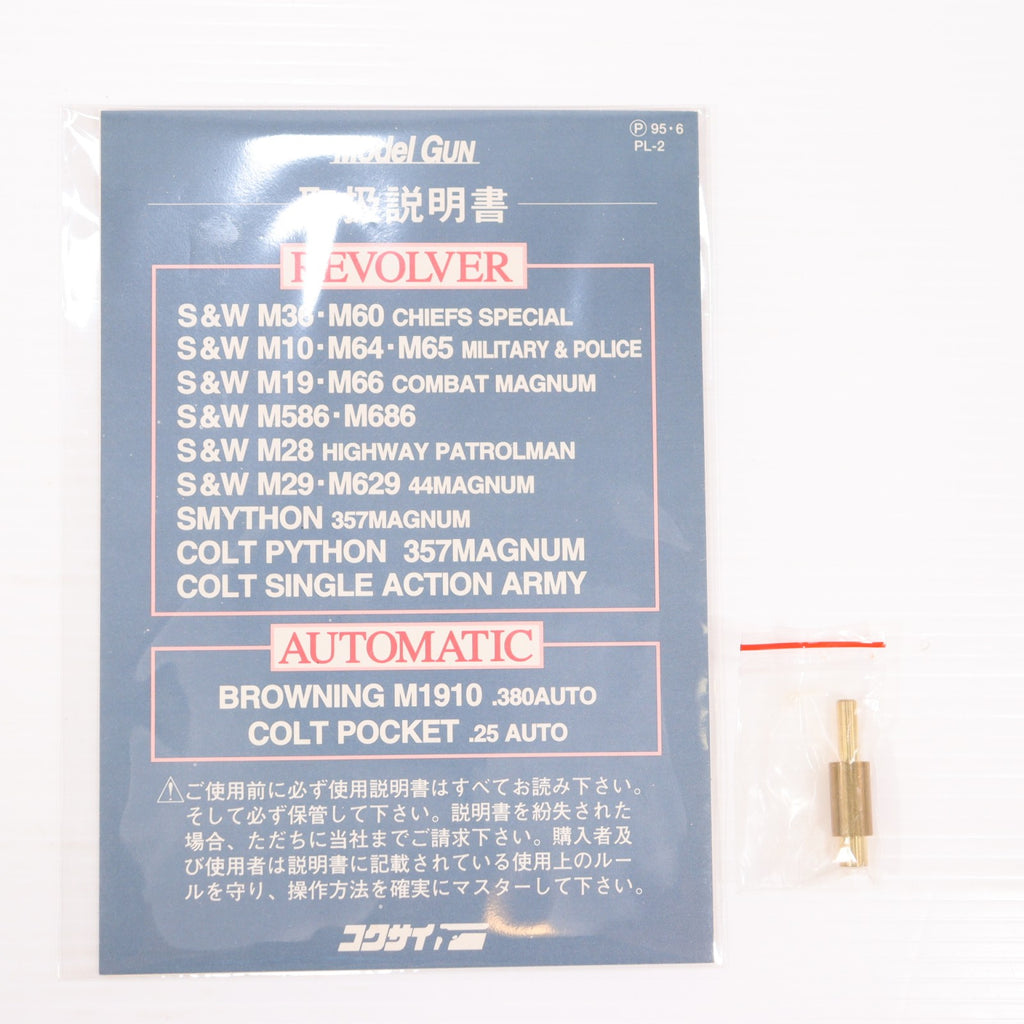 Ⓟ 95・6
PL-2
Model GUN
取扱説明書
REVOLVER
S&W M36・M60 CHIEFS SPECIAL
S&W M10・M64・M65 MILITARY & POLICE
S&W M19・M66 COMBAT MAGNUM
S&W M586・M686
S&W M28 HIGHWAY PATROLMAN
S&W M29・M629 44MAGNUM
SMYTHON 357MAGNUM
COLT PYTHON 357MAGNUM
COLT SINGLE ACTION ARMY
AUTOMATIC
BROWNING M1910 .380AUTO
COLT POCKET .25 AUTO
⚠ご使用前に必ず使用説明書はすべてお読み下さい。
そして必ず保管して下さい。説明書を紛失された
場合、ただちに当社までご請求下さい。購入者及
び使用者は説明書に記載されている使用上のルー
ルを守り、操作方法を確実にマスターして下さい。
コクサイ